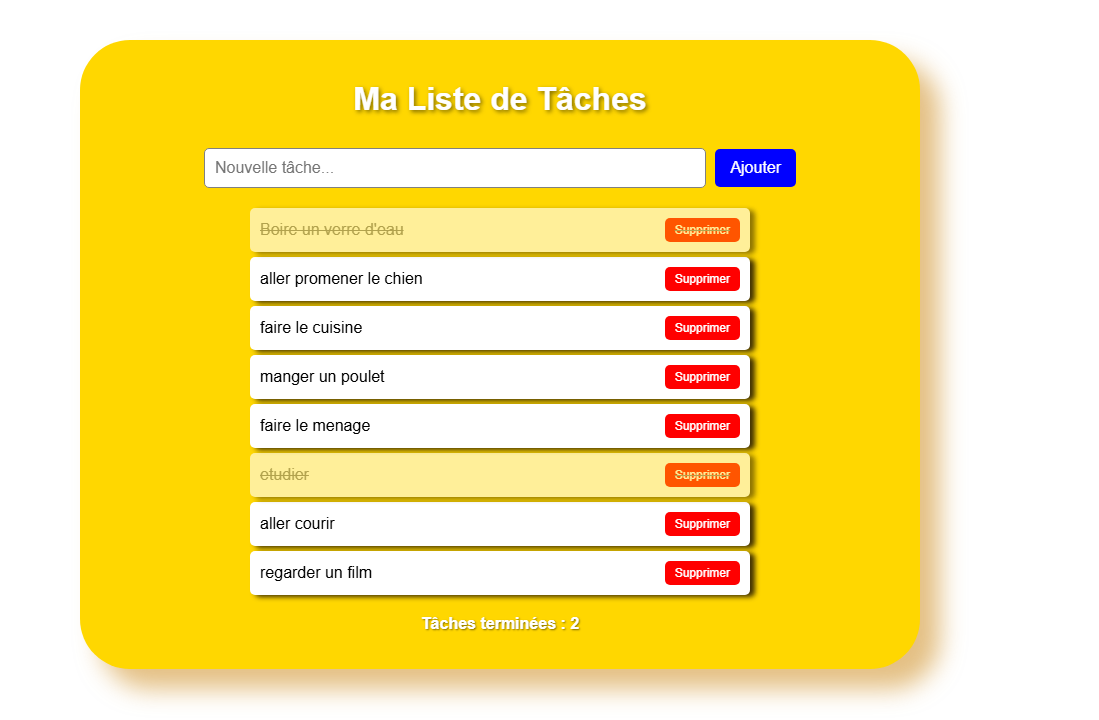 Ma Liste de Tâches
Nouvelle tâche... Ajouter
Boire un verre d'eau Supprimer
aller promener le chien Supprimer
faire le cuisine Supprimer
manger un poulet Supprimer
faire le menage Supprimer
etudier Supprimer
aller courir Supprimer
regarder un film Supprimer
Tâches terminées : 2